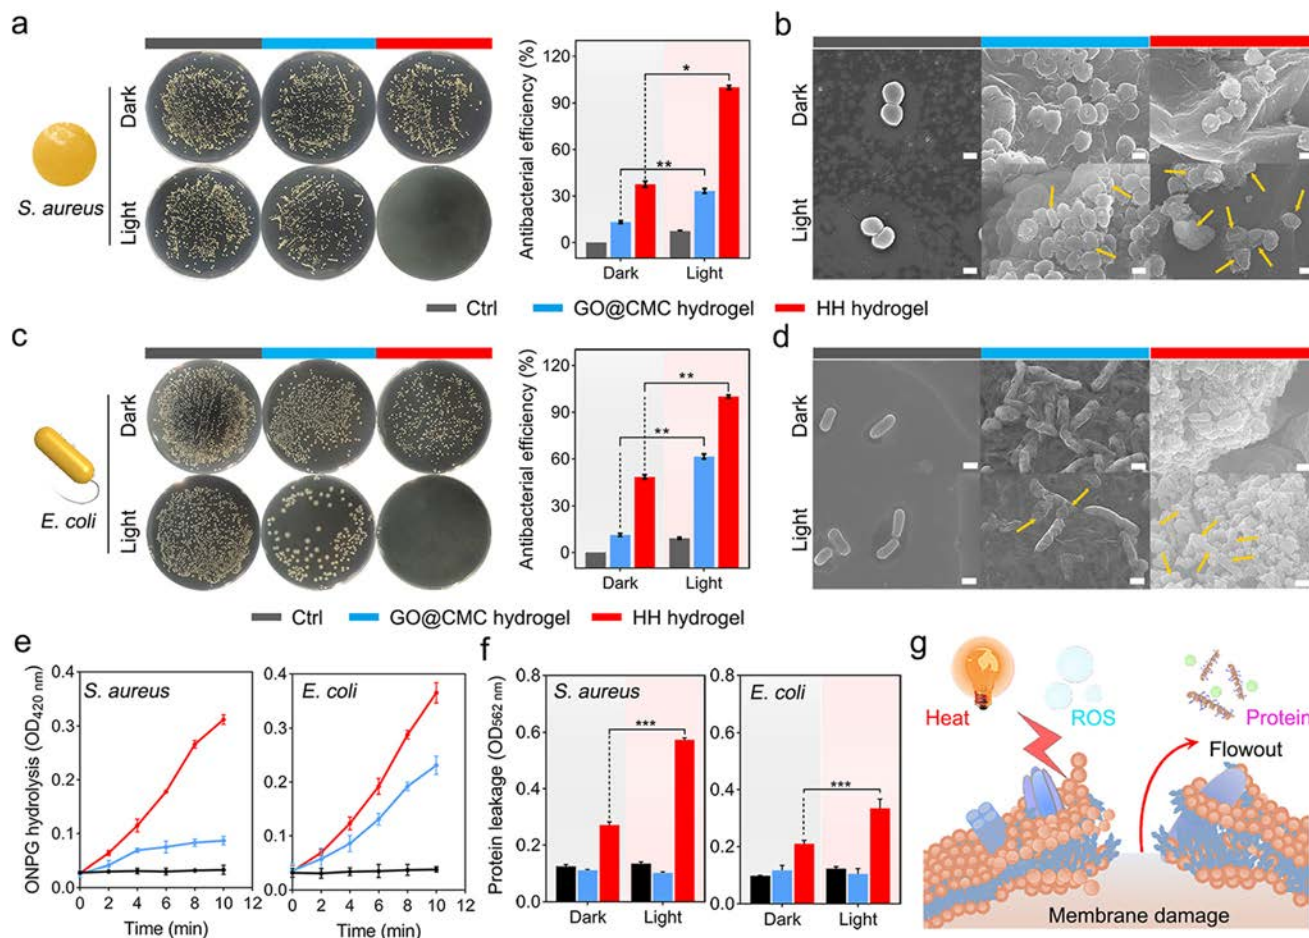 a
Dark
Light
S. aureus
Antibacterial efficiency (%)
120
90
60
30
0
*
**
Dark Light
b
Dark
Light
Ctrl GO@CMC hydrogel HH hydrogel
c
Dark
Light
E. coli
Antibacterial efficiency (%)
120
90
60
30
0
**
**
Dark Light
d
Dark
Light
Ctrl GO@CMC hydrogel HH hydrogel
e
ONPG hydrolysis (OD420 nm)
S. aureus
0.4
0.3
0.2
0.1
0.0
0 2 4 6 8 10 12
Time (min)
E. coli
0.4
0.3
0.2
0.1
0.0
0 2 4 6 8 10 12
Time (min)
f
Protein leakage (OD562 nm)
S. aureus
0.8
0.6
0.4
0.2
0.0
***
Dark Light
E. coli
0.8
0.6
0.4
0.2
0.0
***
Dark Light
g
Heat
ROS
Protein
Flowout
Membrane damage